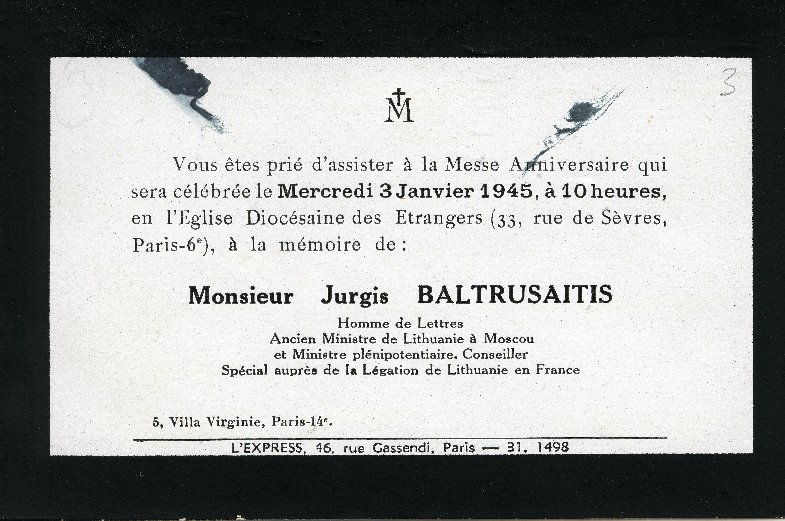 3
M
Vous êtes prié d'assister à la Messe Anniversaire qui
sera célébrée le Mercredi 3 Janvier 1945, à 10 heures,
en l'Eglise Diocésaine des Etrangers (33, rue de Sèvres,
Paris-6e), à la mémoire de :
Monsieur Jurgis BALTRUSAITIS
Homme de Lettres
Ancien Ministre de Lithuanie à Moscou
et Ministre plénipotentiaire. Conseiller
Spécial auprès de la Légation de Lithuanie en France
5, Villa Virginie, Paris-14e.
L'EXPRESS, 46, rue Gassendi, Paris — 31. 1498